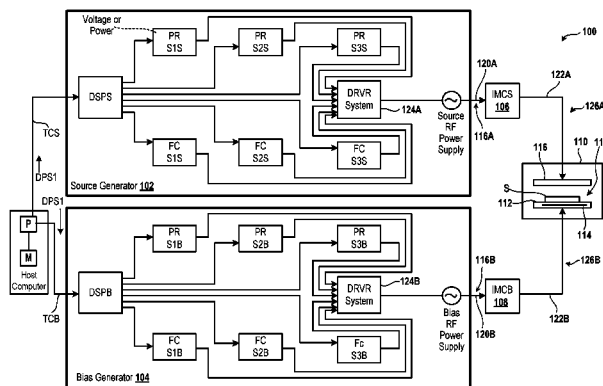 Voltage or
Power
PR
S1S
PR
S2S
PR
S3S
DSPS
DRVR
System
124A
FC
S1S
FC
S2S
Fc
S3S
Source Generator 102
Source
RF
Power
Supply
120A
116A
IMCS
106
122A
100
126A
110
116
S
112
114
TCS
DPS1
DPS1
P
M
Host
Computer
TCB
PR
S1B
PR
S2B
PR
S3B
DSPB
DRVR
System
124B
FC
S1B
FC
S2B
Fc
S3B
Bias Generator 104
Bias
RF
Power
Supply
116B
120B
IMCB
108
122B
126B